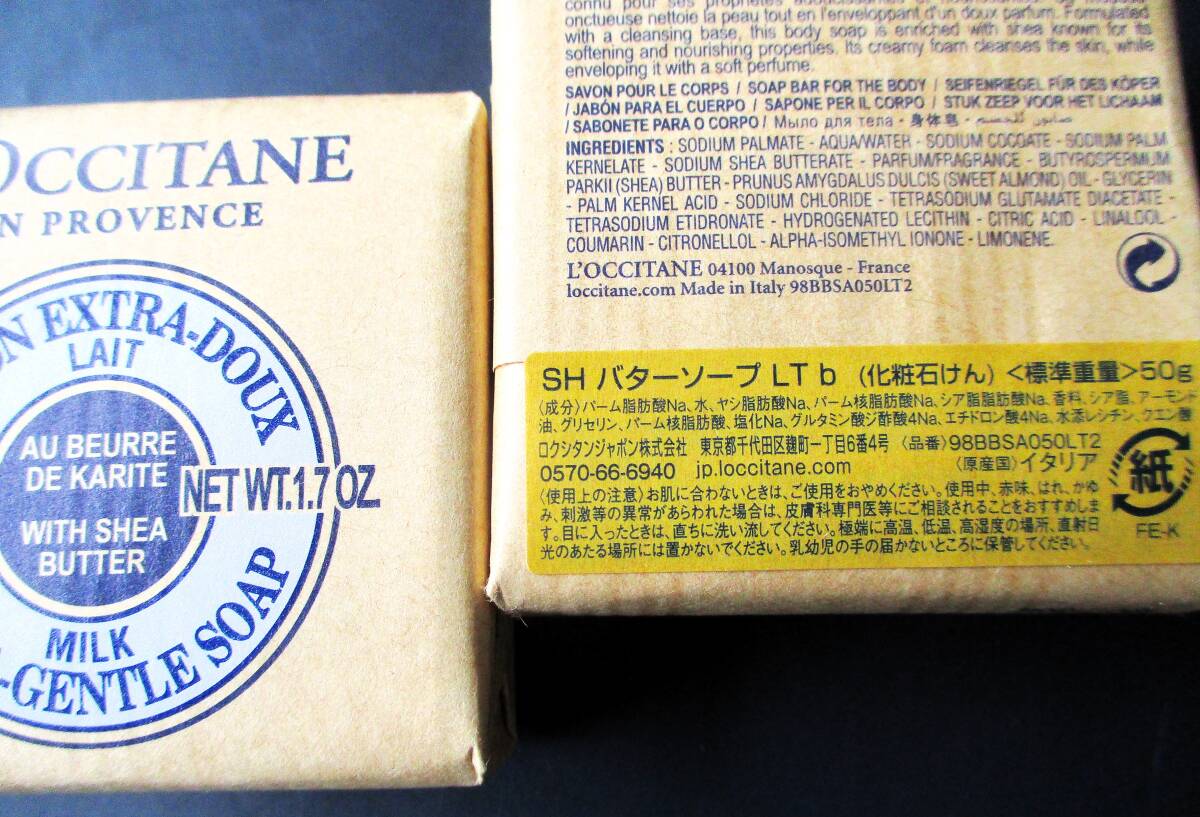 OCCITANE
EN PROVENCE
EXTRA-DOUX
LAIT
AU BEURRE
DE KARITE
WITH SHEA
BUTTER
NET WT.1.7 OZ.
MILK
-GENTLE SOAP
onctueuse nettoie la peau tout en l'enveloppant d'un doux parfum. Formulated
with a cleansing base, this body soap is enriched with shea known for its
softening and nourishing properties. Its creamy foam cleanses the skin, while
enveloping it with a soft perfume.
SAVON POUR LE CORPS / SOAP BAR FOR THE BODY / SEIFENRIEGEL FÜR DES KÖPER
/ JABÓN PARA EL CUERPO / SAPONE PER IL CORPO / STUK ZEEP VOOR HET LICHAAM
/ SABONETE PARA O CORPO / Мыло для тела - 身体皂 - صابون للجسم
INGREDIENTS : SODIUM PALMATE - AQUA/WATER - SODIUM COCOATE - SODIUM PALM
KERNELATE - SODIUM SHEA BUTTERATE - PARFUM/FRAGRANCE - BUTYROSPERMUM
PARKII (SHEA) BUTTER - PRUNUS AMYGDALUS DULCIS (SWEET ALMOND) OIL - GLYCERIN
- PALM KERNEL ACID - SODIUM CHLORIDE - TETRASODIUM GLUTAMATE DIACETATE -
TETRASODIUM ETIDRONATE - HYDROGENATED LECITHIN - CITRIC ACID - LINALOOL -
COUMARIN - CITRONELLOL - ALPHA-ISOMETHYL IONONE - LIMONENE.
L'OCCITANE 04100 Manosque - France
loccitane.com Made in Italy 98BBSA050LT2
SH バターソープ LT b (化粧石けん) <標準重量>50g
〈成分〉パーム脂肪酸Na、水、ヤシ脂肪酸Na、パーム核脂肪酸Na、シア脂脂肪酸Na、香料、シア脂、アーモンド
油、グリセリン、パーム核脂肪酸、塩化Na、グルタミン酸ジ酢酸4Na、エチドロン酸4Na、水添レシチン、クエン酸
ロクシタンジャポン株式会社 東京都千代田区麹町一丁目6番4号 〈品番〉98BBSA050LT2
0570-66-6940 jp.loccitane.com 〈原産国〉イタリア
〈使用上の注意〉お肌に合わないときは、ご使用をおやめください。使用中、赤味、はれ、かゆ
み、刺激等の異常があらわれた場合は、皮膚科専門医等にご相談されることをおすすめしま
す。目に入ったときは、直ちに洗い流してください。極端に高温、低温、高湿度の場所、直射日
光のあたる場所には置かないでください。乳幼児の手の届かないところに保管してください。
紙
FE-K